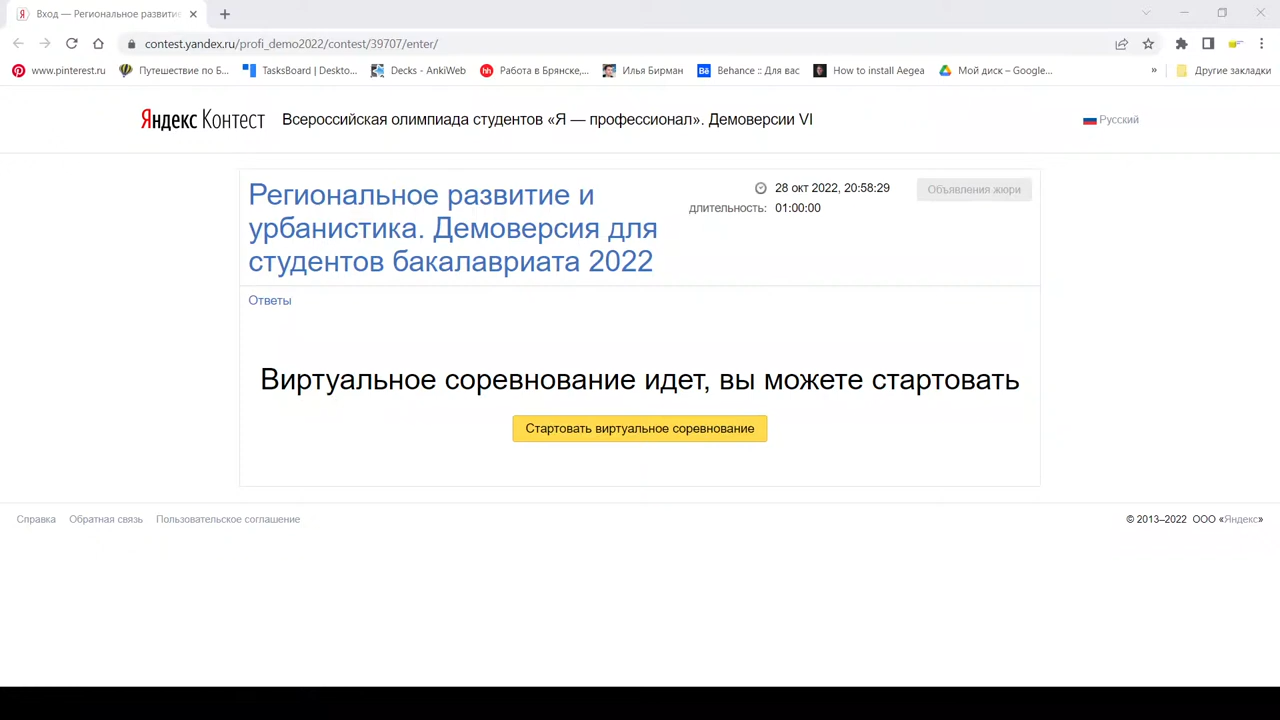 Вход — Региональное развитие
contest.yandex.ru/profi_demo2022/contest/39707/enter/
www.pinterest.ru Путешествие по Б... TasksBoard | Deskto... Decks - AnkiWeb Работа в Брянске,... Илья Бирман Bē Behance :: Для вас How to install Aegea Мой диск – Google... » Другие закладки
Яндекс Контест Всероссийская олимпиада студентов «Я — профессионал». Демоверсии VI Русский
Региональное развитие и
урбанистика. Демоверсия для
студентов бакалавриата 2022
28 окт 2022, 20:58:29
длительность: 01:00:00
Объявления жюри
Ответы
Виртуальное соревнование идет, вы можете стартовать
Стартовать виртуальное соревнование
Справка Обратная связь Пользовательское соглашение © 2013–2022 ООО «Яндекс»